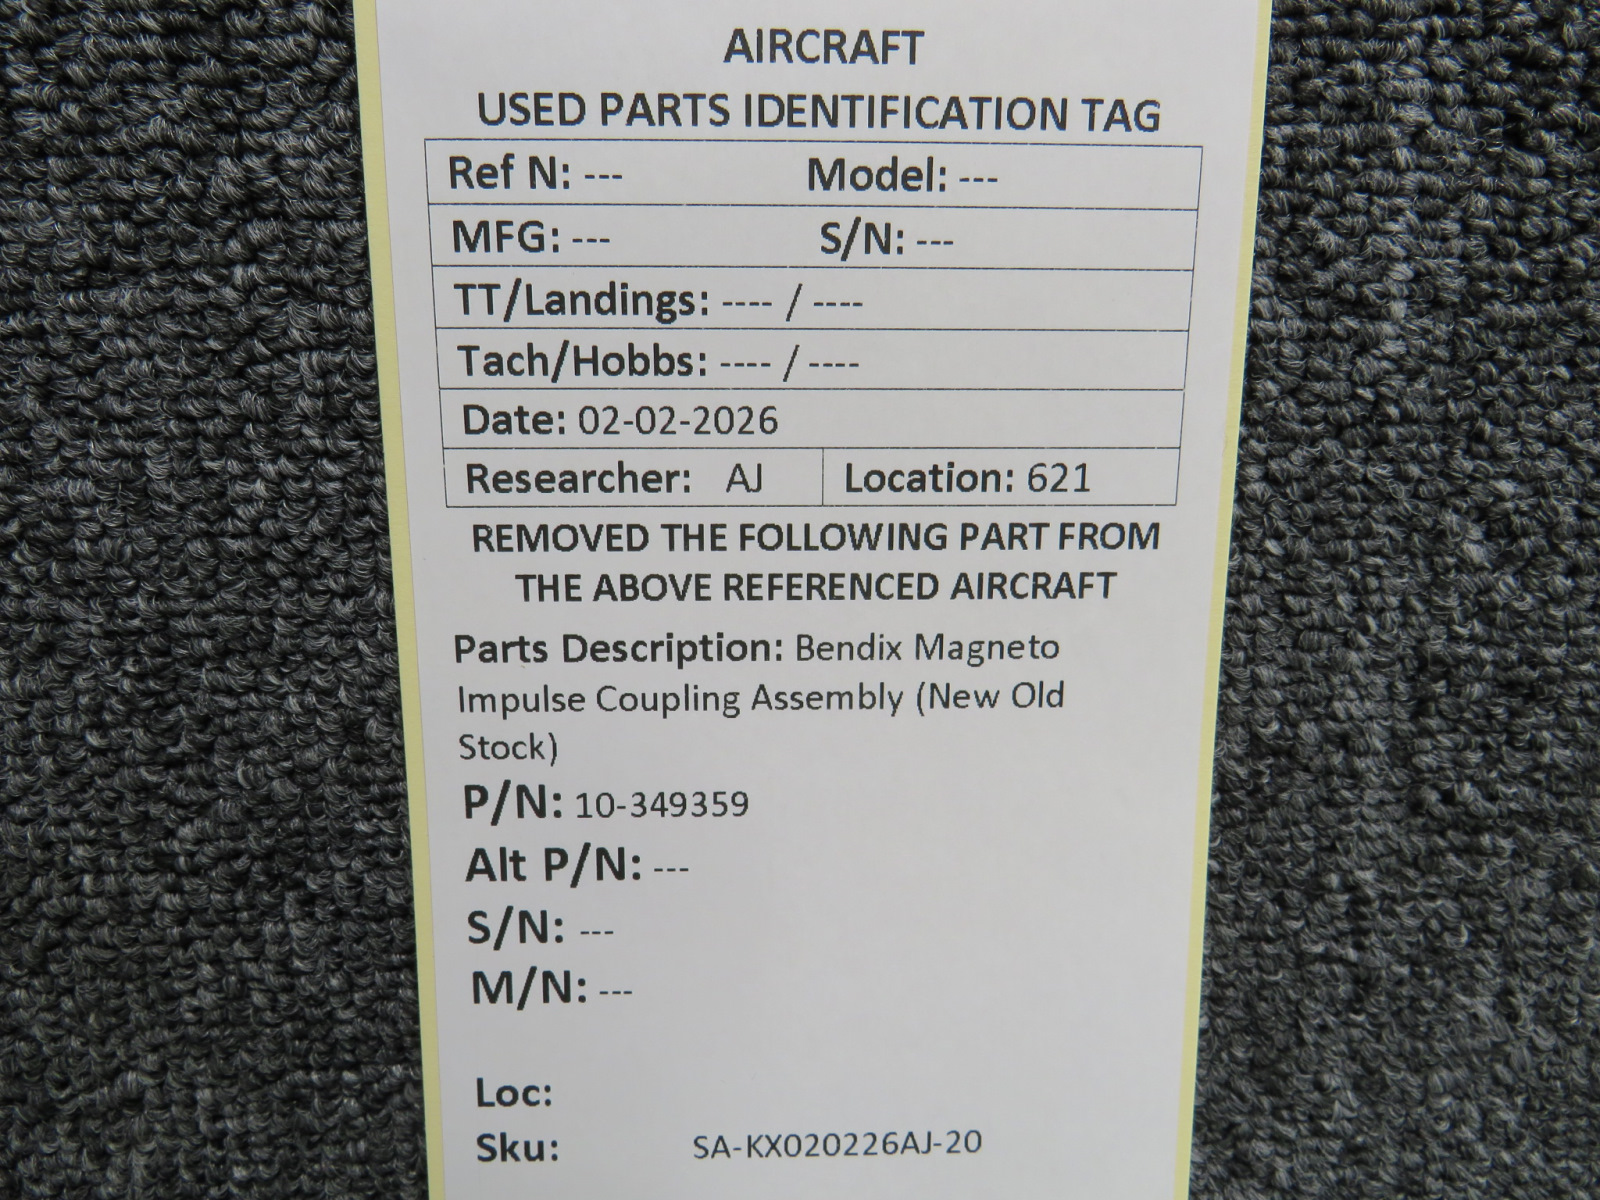 AIRCRAFT
USED PARTS IDENTIFICATION TAG
Ref N: --- Model: ---
MFG: --- S/N: ---
TT/Landings: ---- / ----
Tach/Hobbs: ---- / ----
Date: 02-02-2026
Researcher: AJ Location: 621
REMOVED THE FOLLOWING PART FROM
THE ABOVE REFERENCED AIRCRAFT
Parts Description: Bendix Magneto
Impulse Coupling Assembly (New Old
Stock)
P/N: 10-349359
Alt P/N: ---
S/N: ---
M/N: ---
Loc:
Sku: SA-KX020226AJ-20